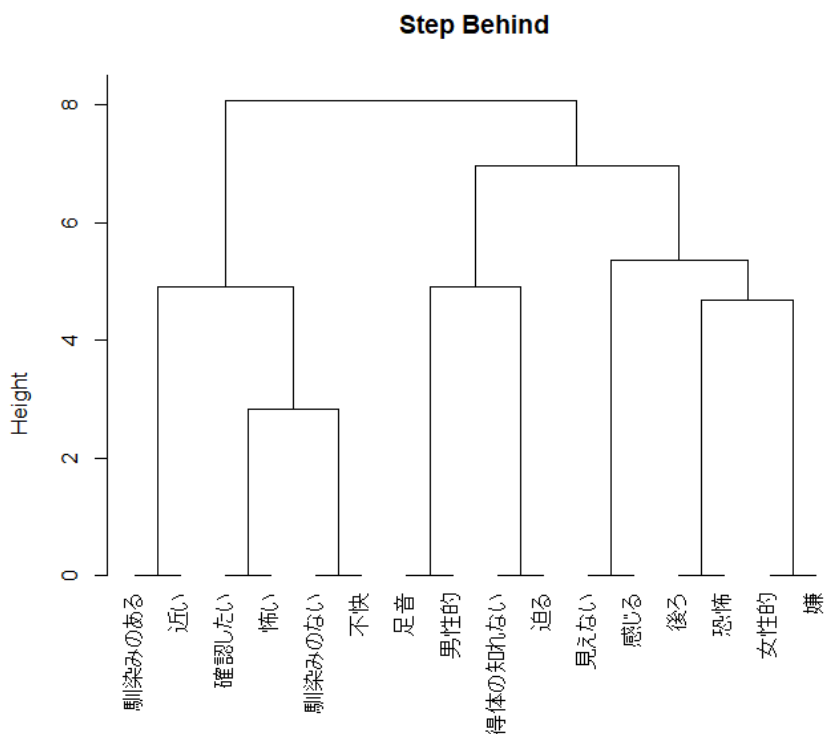 Step Behind
8
6
4
2
0
Height
馴染みのある
近い
確認したい
怖い
馴染みのない
不快
足音
男性的
得体の知れない
迫る
見えない
感じる
後ろ
恐怖
女性的
嫌